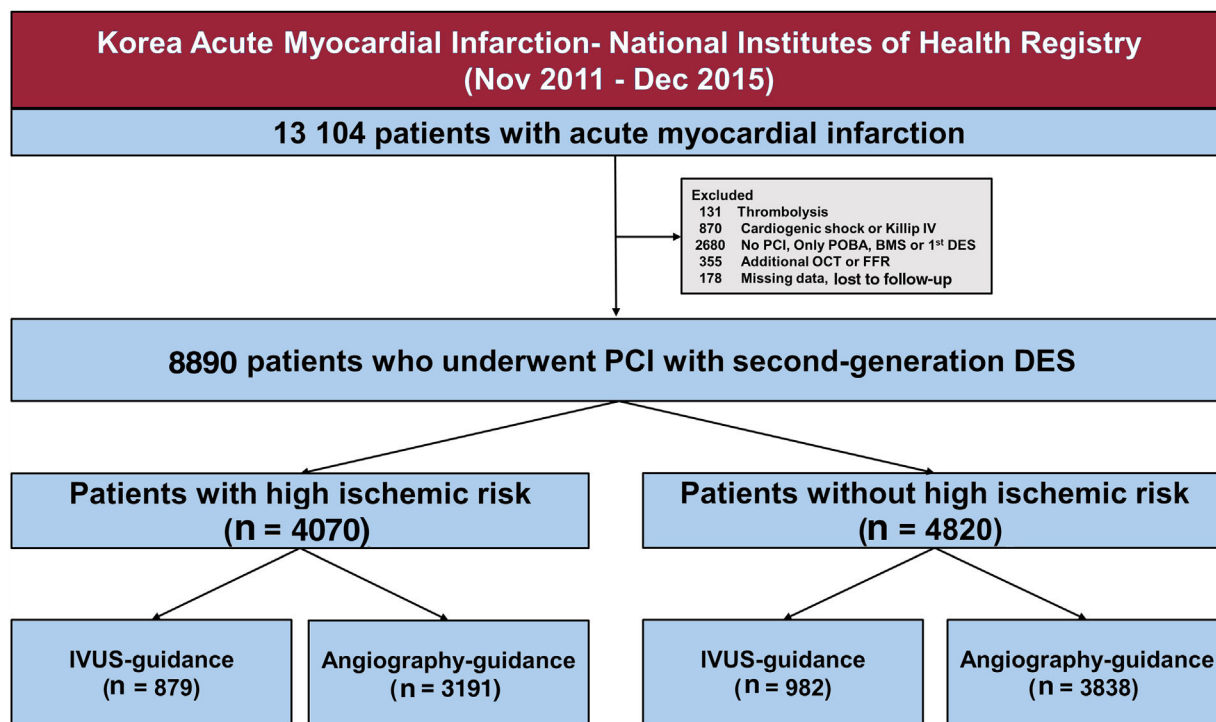 Korea Acute Myocardial Infarction- National Institutes of Health Registry
(Nov 2011 - Dec 2015)
13 104 patients with acute myocardial infarction
Excluded
131 Thrombolysis
870 Cardiogenic shock or Killip IV
2680 No PCI, Only POBA, BMS or 1st DES
355 Additional OCT or FFR
178 Missing data, lost to follow-up
8890 patients who underwent PCI with second-generation DES
Patients with high ischemic risk
(n = 4070)
Patients without high ischemic risk
(n = 4820)
IVUS-guidance
(n = 879)
Angiography-guidance
(n = 3191)
IVUS-guidance
(n = 982)
Angiography-guidance
(n = 3838)